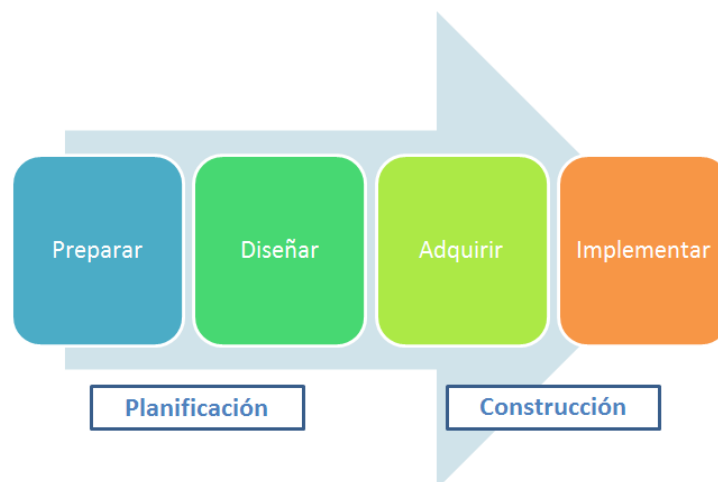 Preparar
Diseñar
Adquirir
Implementar
Planificación
Construcción